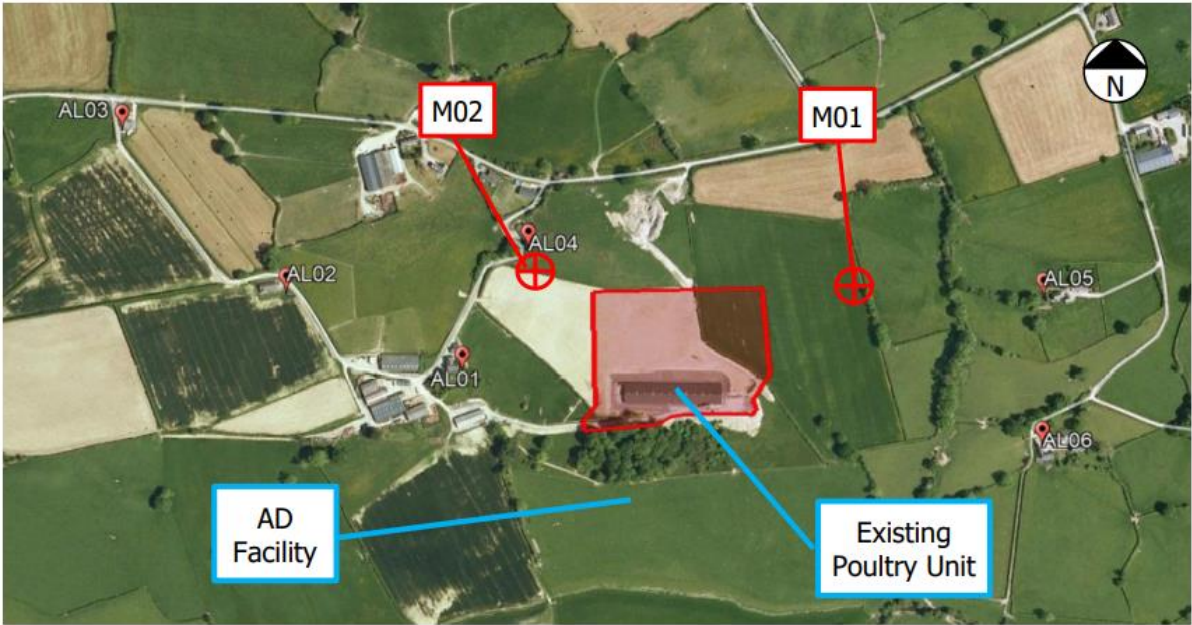 AL03
M02
M01
N
AL04
AL02
AL05
AL01
AL06
AD
Facility
Existing
Poultry Unit